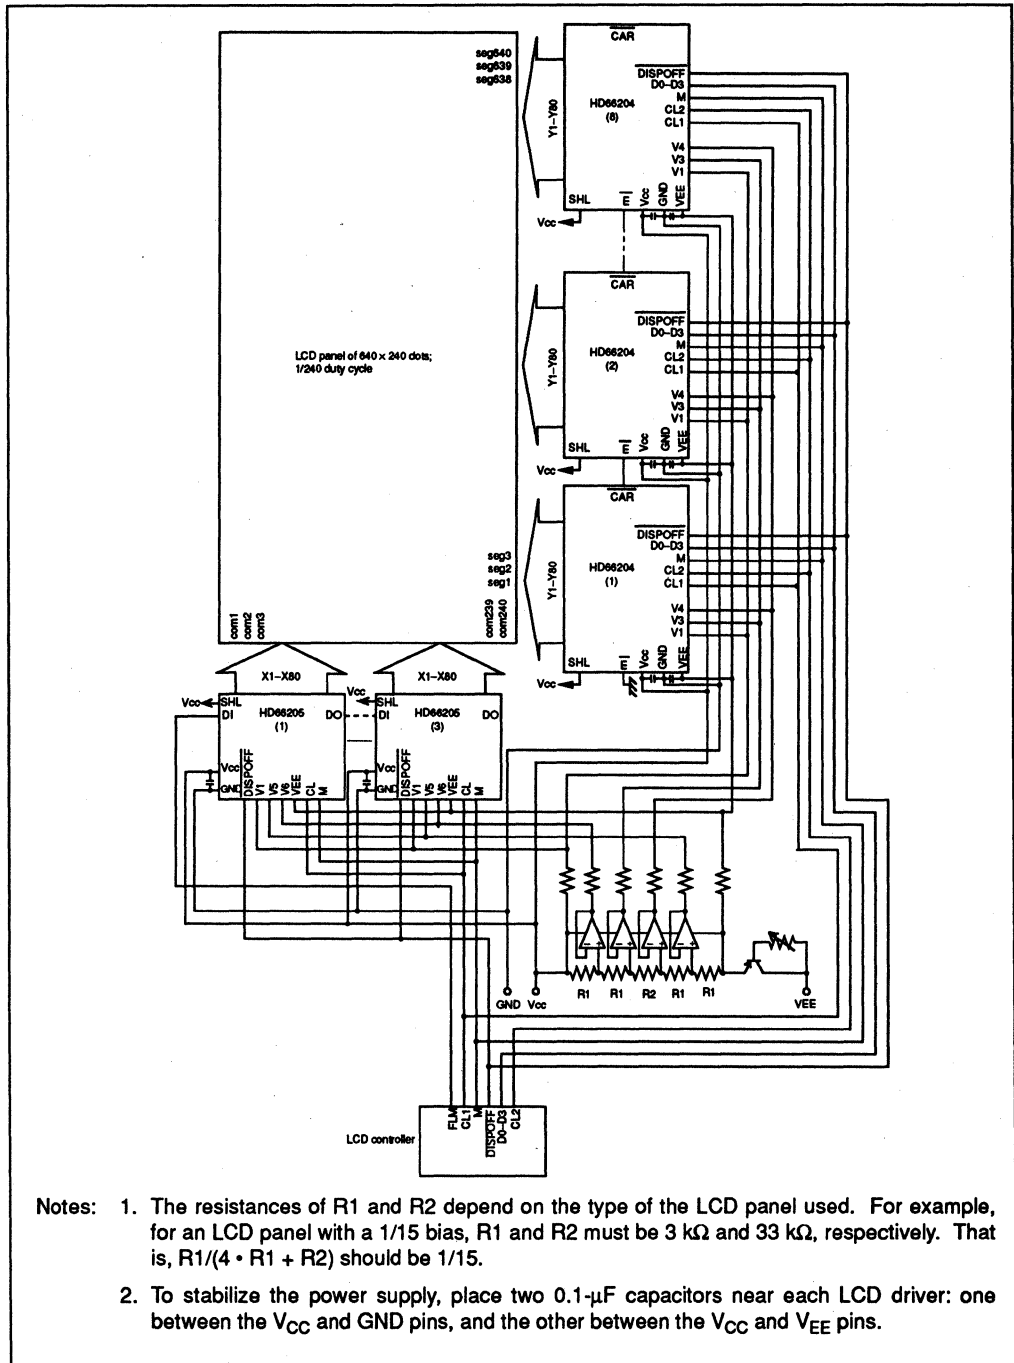 CAR
seg640
seg639
seg638
DISPOFF
D0–D3
M
CL2
CL1
V4
V3
V1
HD66204
(8)
Y1–Y80
SHL
E
Vcc
GND
VEE
Vcc
CAR
DISPOFF
D0–D3
M
CL2
CL1
V4
V3
V1
HD66204
(2)
Y1–Y80
SHL
E
Vcc
GND
VEE
Vcc
LCD panel of 640 × 240 dots;
1/240 duty cycle
CAR
DISPOFF
D0–D3
M
CL2
CL1
V4
V3
V1
HD66204
(1)
Y1–Y80
seg3
seg2
seg1
com1
com2
com3
com239
com240
SHL
E
Vcc
GND
VEE
Vcc
X1–X80
X1–X80
Vcc
SHL
DI
HD66205
(1)
DO
Vcc
GND
DISPOFF
V1
V5
V6
VEE
CL
M
Vcc
SHL
DI
HD66205
(3)
DO
Vcc
GND
DISPOFF
V1
V5
V6
VEE
CL
M
– +
– +
– +
– +
R1
R1
R2
R1
R1
GND
Vcc
VEE
LCD controller
FLM
CL1
M
DISPOFF
D0–D3
CL2
Notes: 1. The resistances of R1 and R2 depend on the type of the LCD panel used. For example,
for an LCD panel with a 1/15 bias, R1 and R2 must be 3 kΩ and 33 kΩ, respectively. That
is, R1/(4 • R1 + R2) should be 1/15.
2. To stabilize the power supply, place two 0.1-μF capacitors near each LCD driver: one
between the VCC and GND pins, and the other between the VCC and VEE pins.